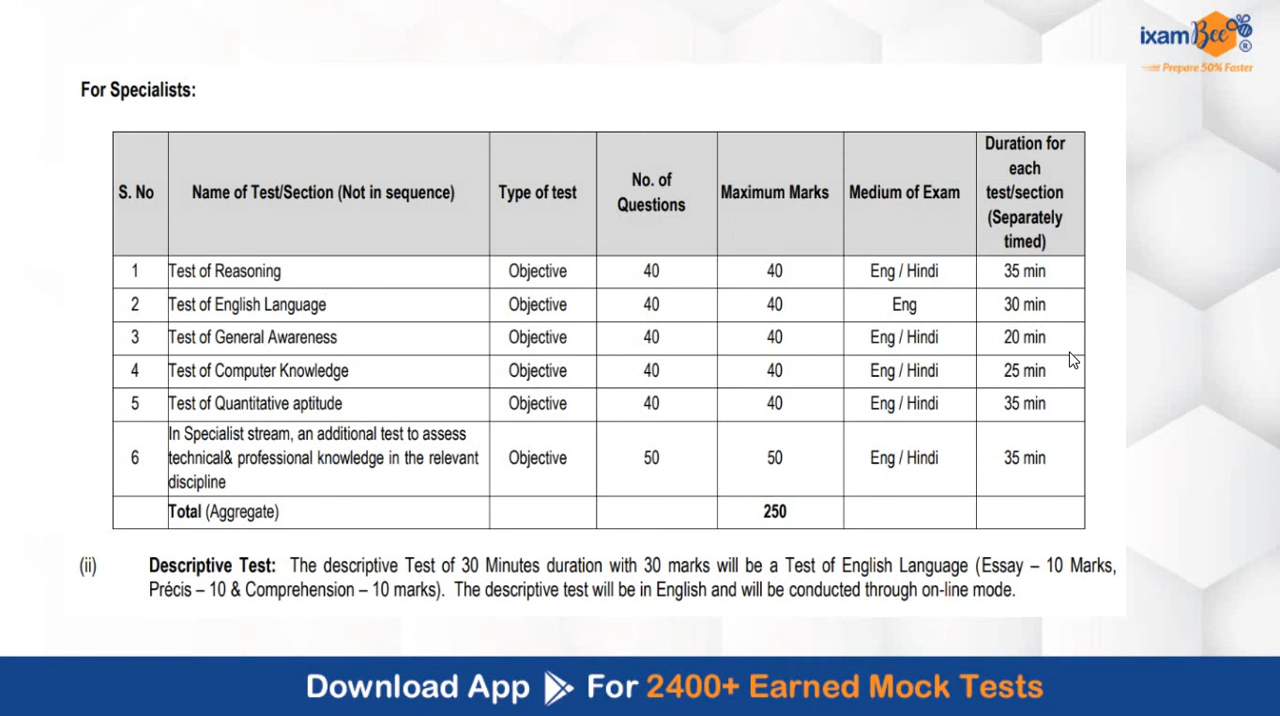 ixamBee
®
Prepare 50% Faster
For Specialists:
S. No | Name of Test/Section (Not in sequence) | Type of test | No. of Questions | Maximum Marks | Medium of Exam | Duration for each test/section (Separately timed)
1 | Test of Reasoning | Objective | 40 | 40 | Eng / Hindi | 35 min
2 | Test of English Language | Objective | 40 | 40 | Eng | 30 min
3 | Test of General Awareness | Objective | 40 | 40 | Eng / Hindi | 20 min
4 | Test of Computer Knowledge | Objective | 40 | 40 | Eng / Hindi | 25 min
5 | Test of Quantitative aptitude | Objective | 40 | 40 | Eng / Hindi | 35 min
6 | In Specialist stream, an additional test to assess technical& professional knowledge in the relevant discipline | Objective | 50 | 50 | Eng / Hindi | 35 min
Total (Aggregate) | 250
(ii) Descriptive Test: The descriptive Test of 30 Minutes duration with 30 marks will be a Test of English Language (Essay – 10 Marks,
Précis – 10 & Comprehension – 10 marks). The descriptive test will be in English and will be conducted through on-line mode.
Download App For 2400+ Earned Mock Tests